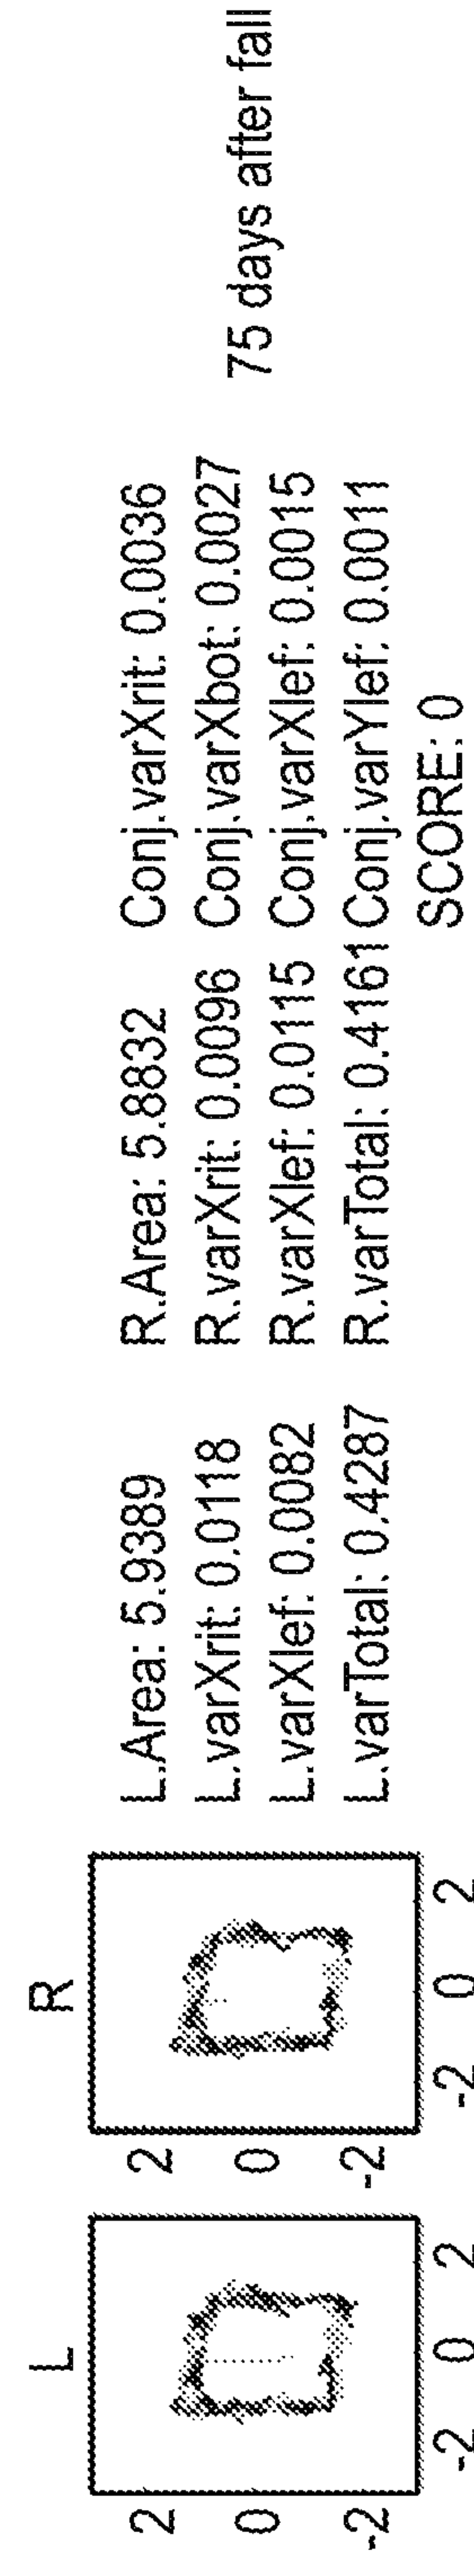 L
2
0
-2
-2 0 2
R
2
0
-2
-2 0 2
L.Area: 5.9389
L.varXrit: 0.0118
L.varXlef: 0.0082
L.varTotal: 0.4287
R.Area: 5.8832
R.varXrit: 0.0096
R.varXlef: 0.0115
R.varTotal: 0.4161
Conj.varXrit: 0.0036
Conj.varXbot: 0.0027
Conj.varXlef: 0.0015
Conj.varYlef: 0.0011
SCORE: 0
75 days after fall